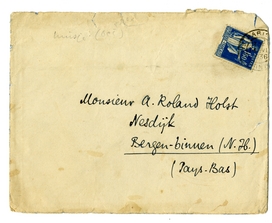 Monsieur A. Roland Holst
Nesdijk
Bergen-binnen (N.H.)
(Pays-Bas)